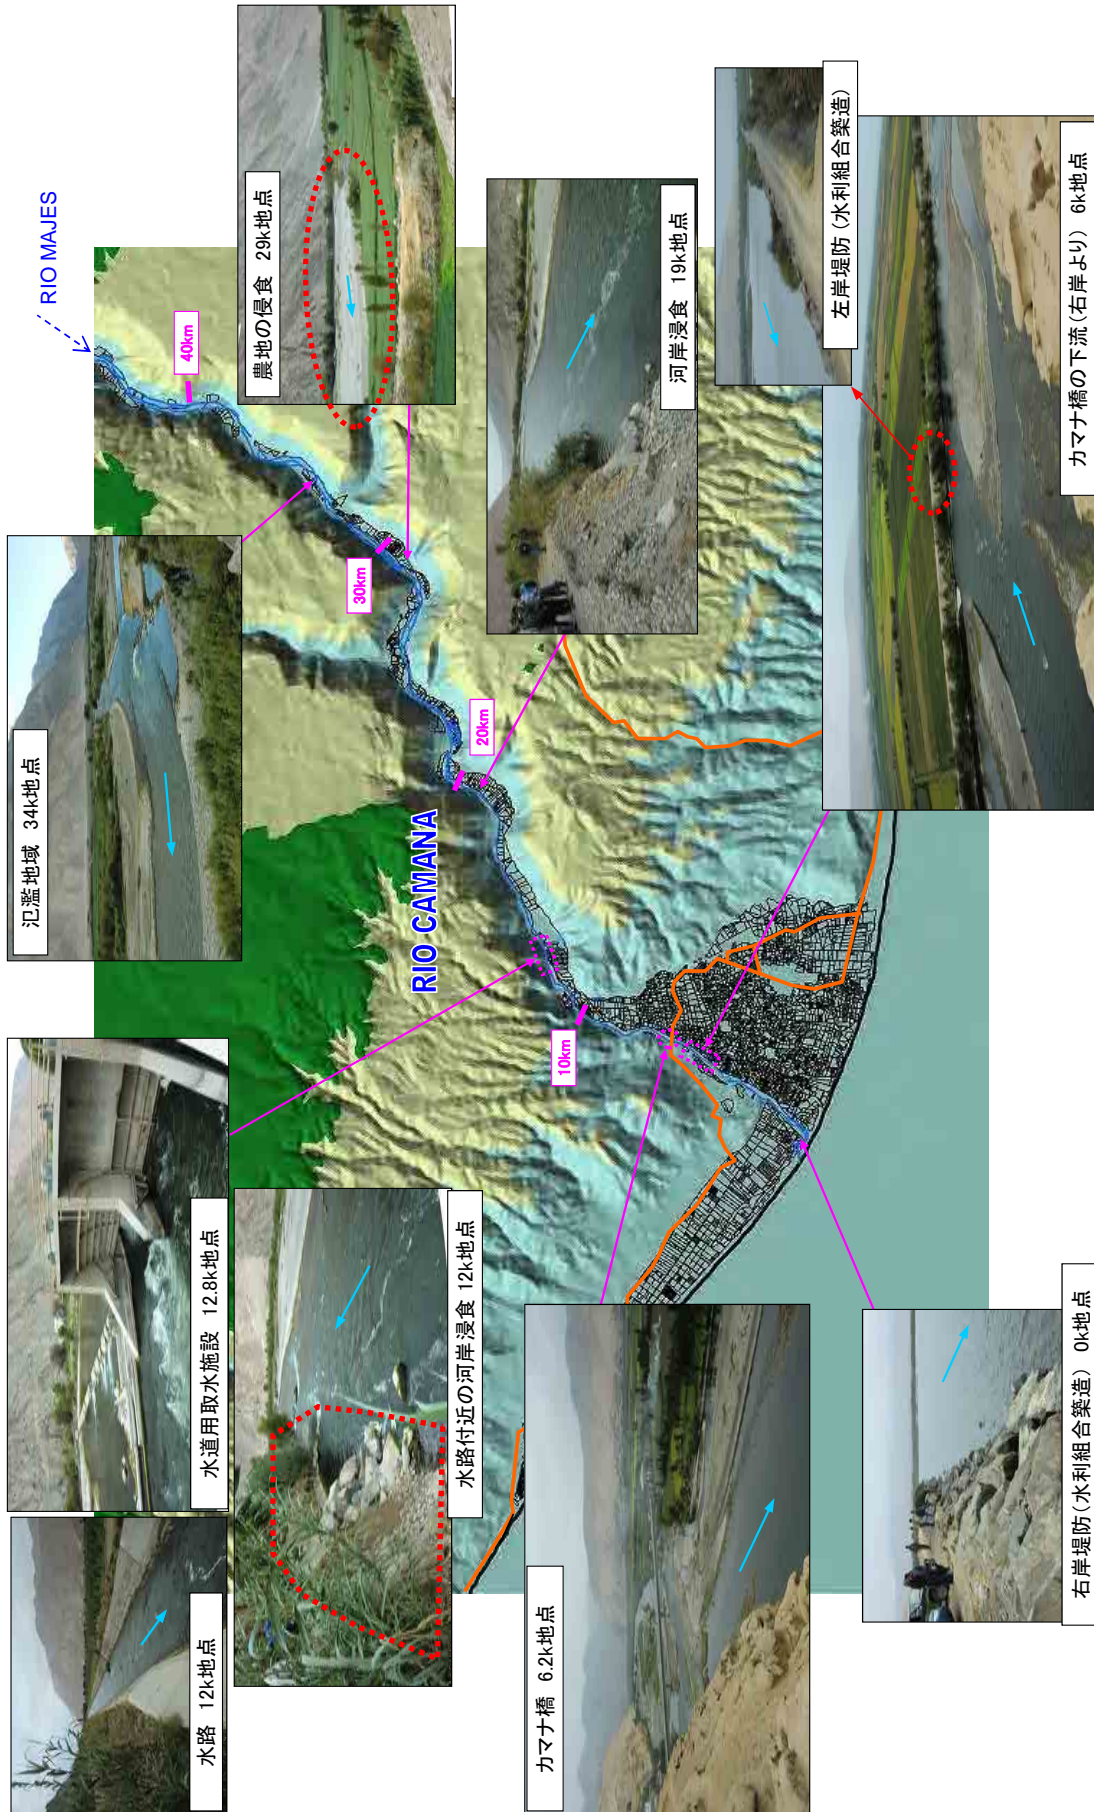 水路 12k地点
水道用取水施設 12.8k地点
氾濫地域 34k地点
RIO MAJES
水路付近の河岸浸食 12k地点
農地の侵食 29k地点
40km
30km
20km
10km
RIO CAMANA
河岸浸食 19k地点
カマナ橋 6.2k地点
左岸堤防(水利組合築造)
右岸堤防(水利組合築造) 0k地点
カマナ橋の下流(右岸より) 6k地点